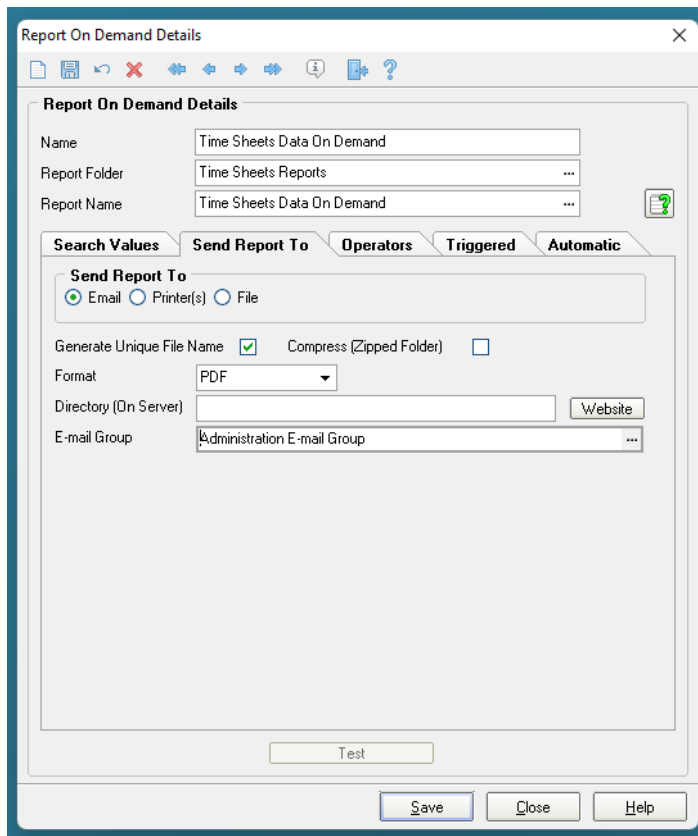 Report On Demand Details
Report On Demand Details
Name Time Sheets Data On Demand
Report Folder Time Sheets Reports ...
Report Name Time Sheets Data On Demand ...
Search Values Send Report To Operators Triggered Automatic
Send Report To
Email Printer(s) File
Generate Unique File Name Compress (Zipped Folder)
Format PDF
Directory (On Server) Website
E-mail Group Administration E-mail Group ...
Test
Save Close Help